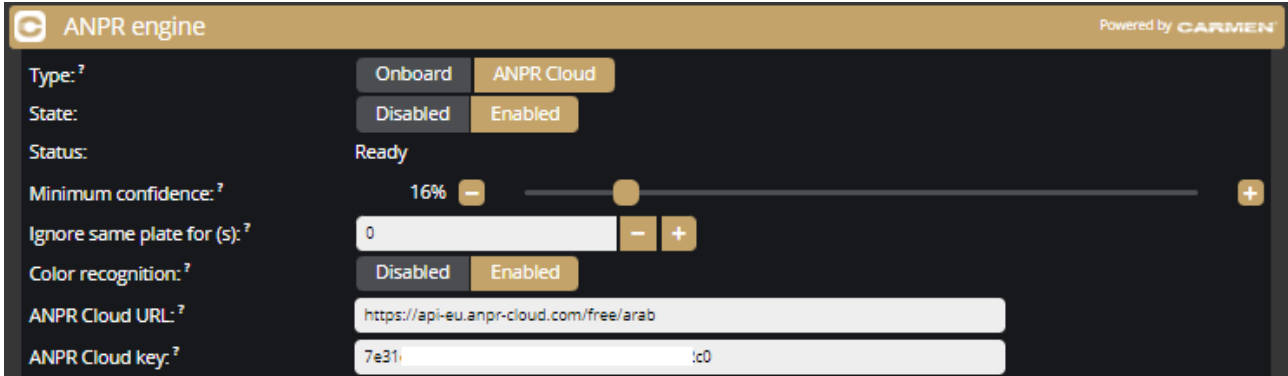 ANPR engine Powered by CARMEN
Type: ? Onboard ANPR Cloud
State: Disabled Enabled
Status: Ready
Minimum confidence: ? 16% − +
Ignore same plate for (s): ? 0 − +
Color recognition: ? Disabled Enabled
ANPR Cloud URL: ? https://api-eu.anpr-cloud.com/free/arab
ANPR Cloud key: ? 7e31 c0